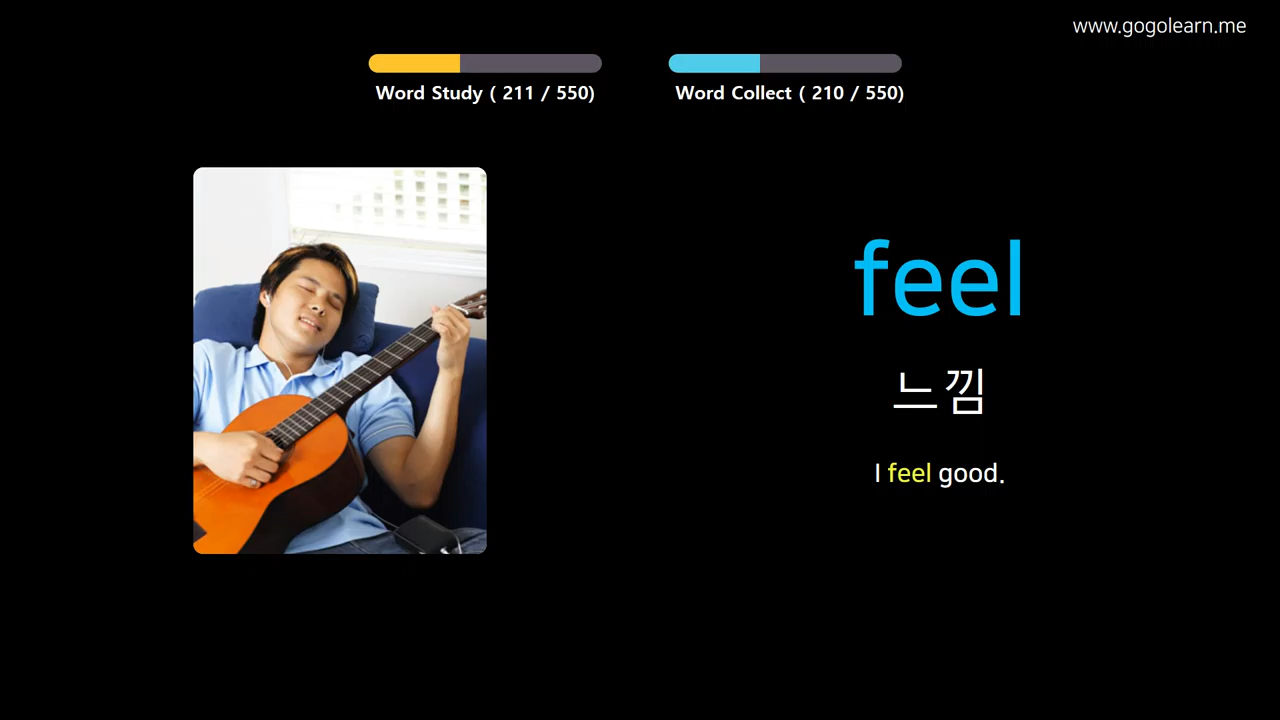 www.gogolearn.me
Word Study ( 211 / 550)
Word Collect ( 210 / 550)
feel
느낌
I feel good.